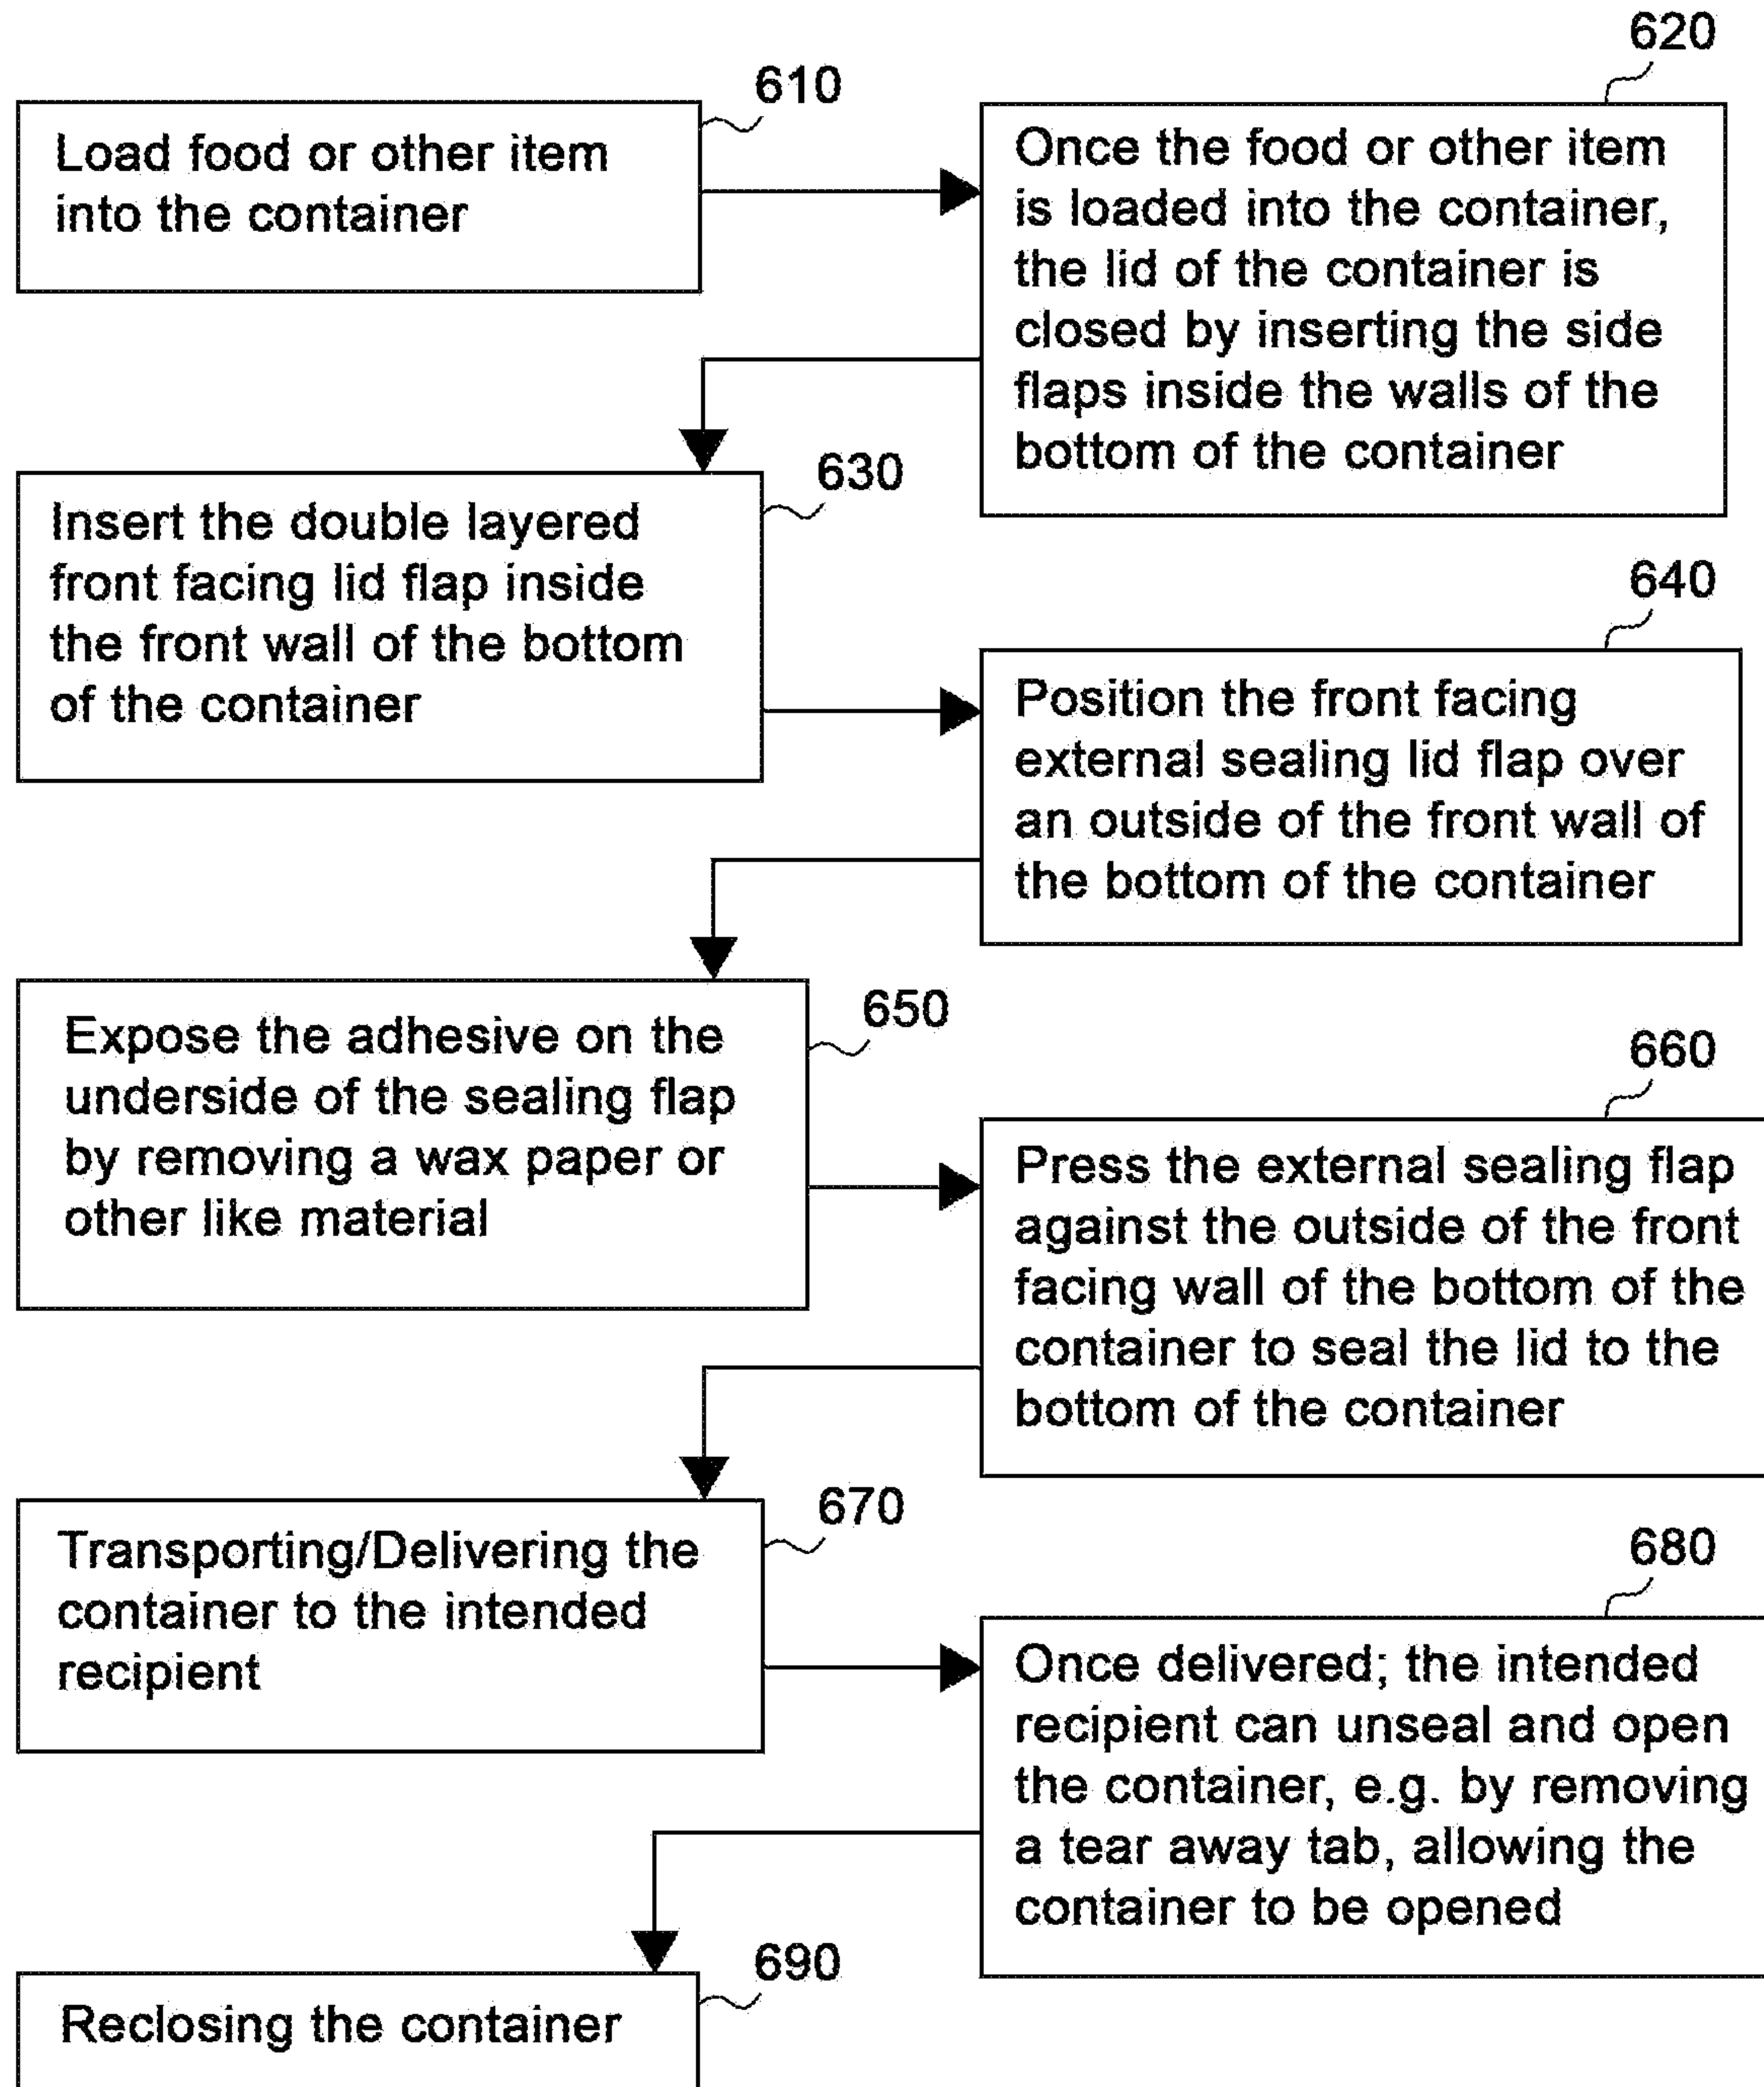 610
Load food or other item
into the container
620
Once the food or other item
is loaded into the container,
the lid of the container is
closed by inserting the side
flaps inside the walls of the
bottom of the container
630
Insert the double layered
front facing lid flap inside
the front wall of the bottom
of the container
640
Position the front facing
external sealing lid flap over
an outside of the front wall of
the bottom of the container
650
Expose the adhesive on the
underside of the sealing flap
by removing a wax paper or
other like material
660
Press the external sealing flap
against the outside of the front
facing wall of the bottom of the
container to seal the lid to the
bottom of the container
670
Transporting/Delivering the
container to the intended
recipient
680
Once delivered; the intended
recipient can unseal and open
the container, e.g. by removing
a tear away tab, allowing the
container to be opened
690
Reclosing the container